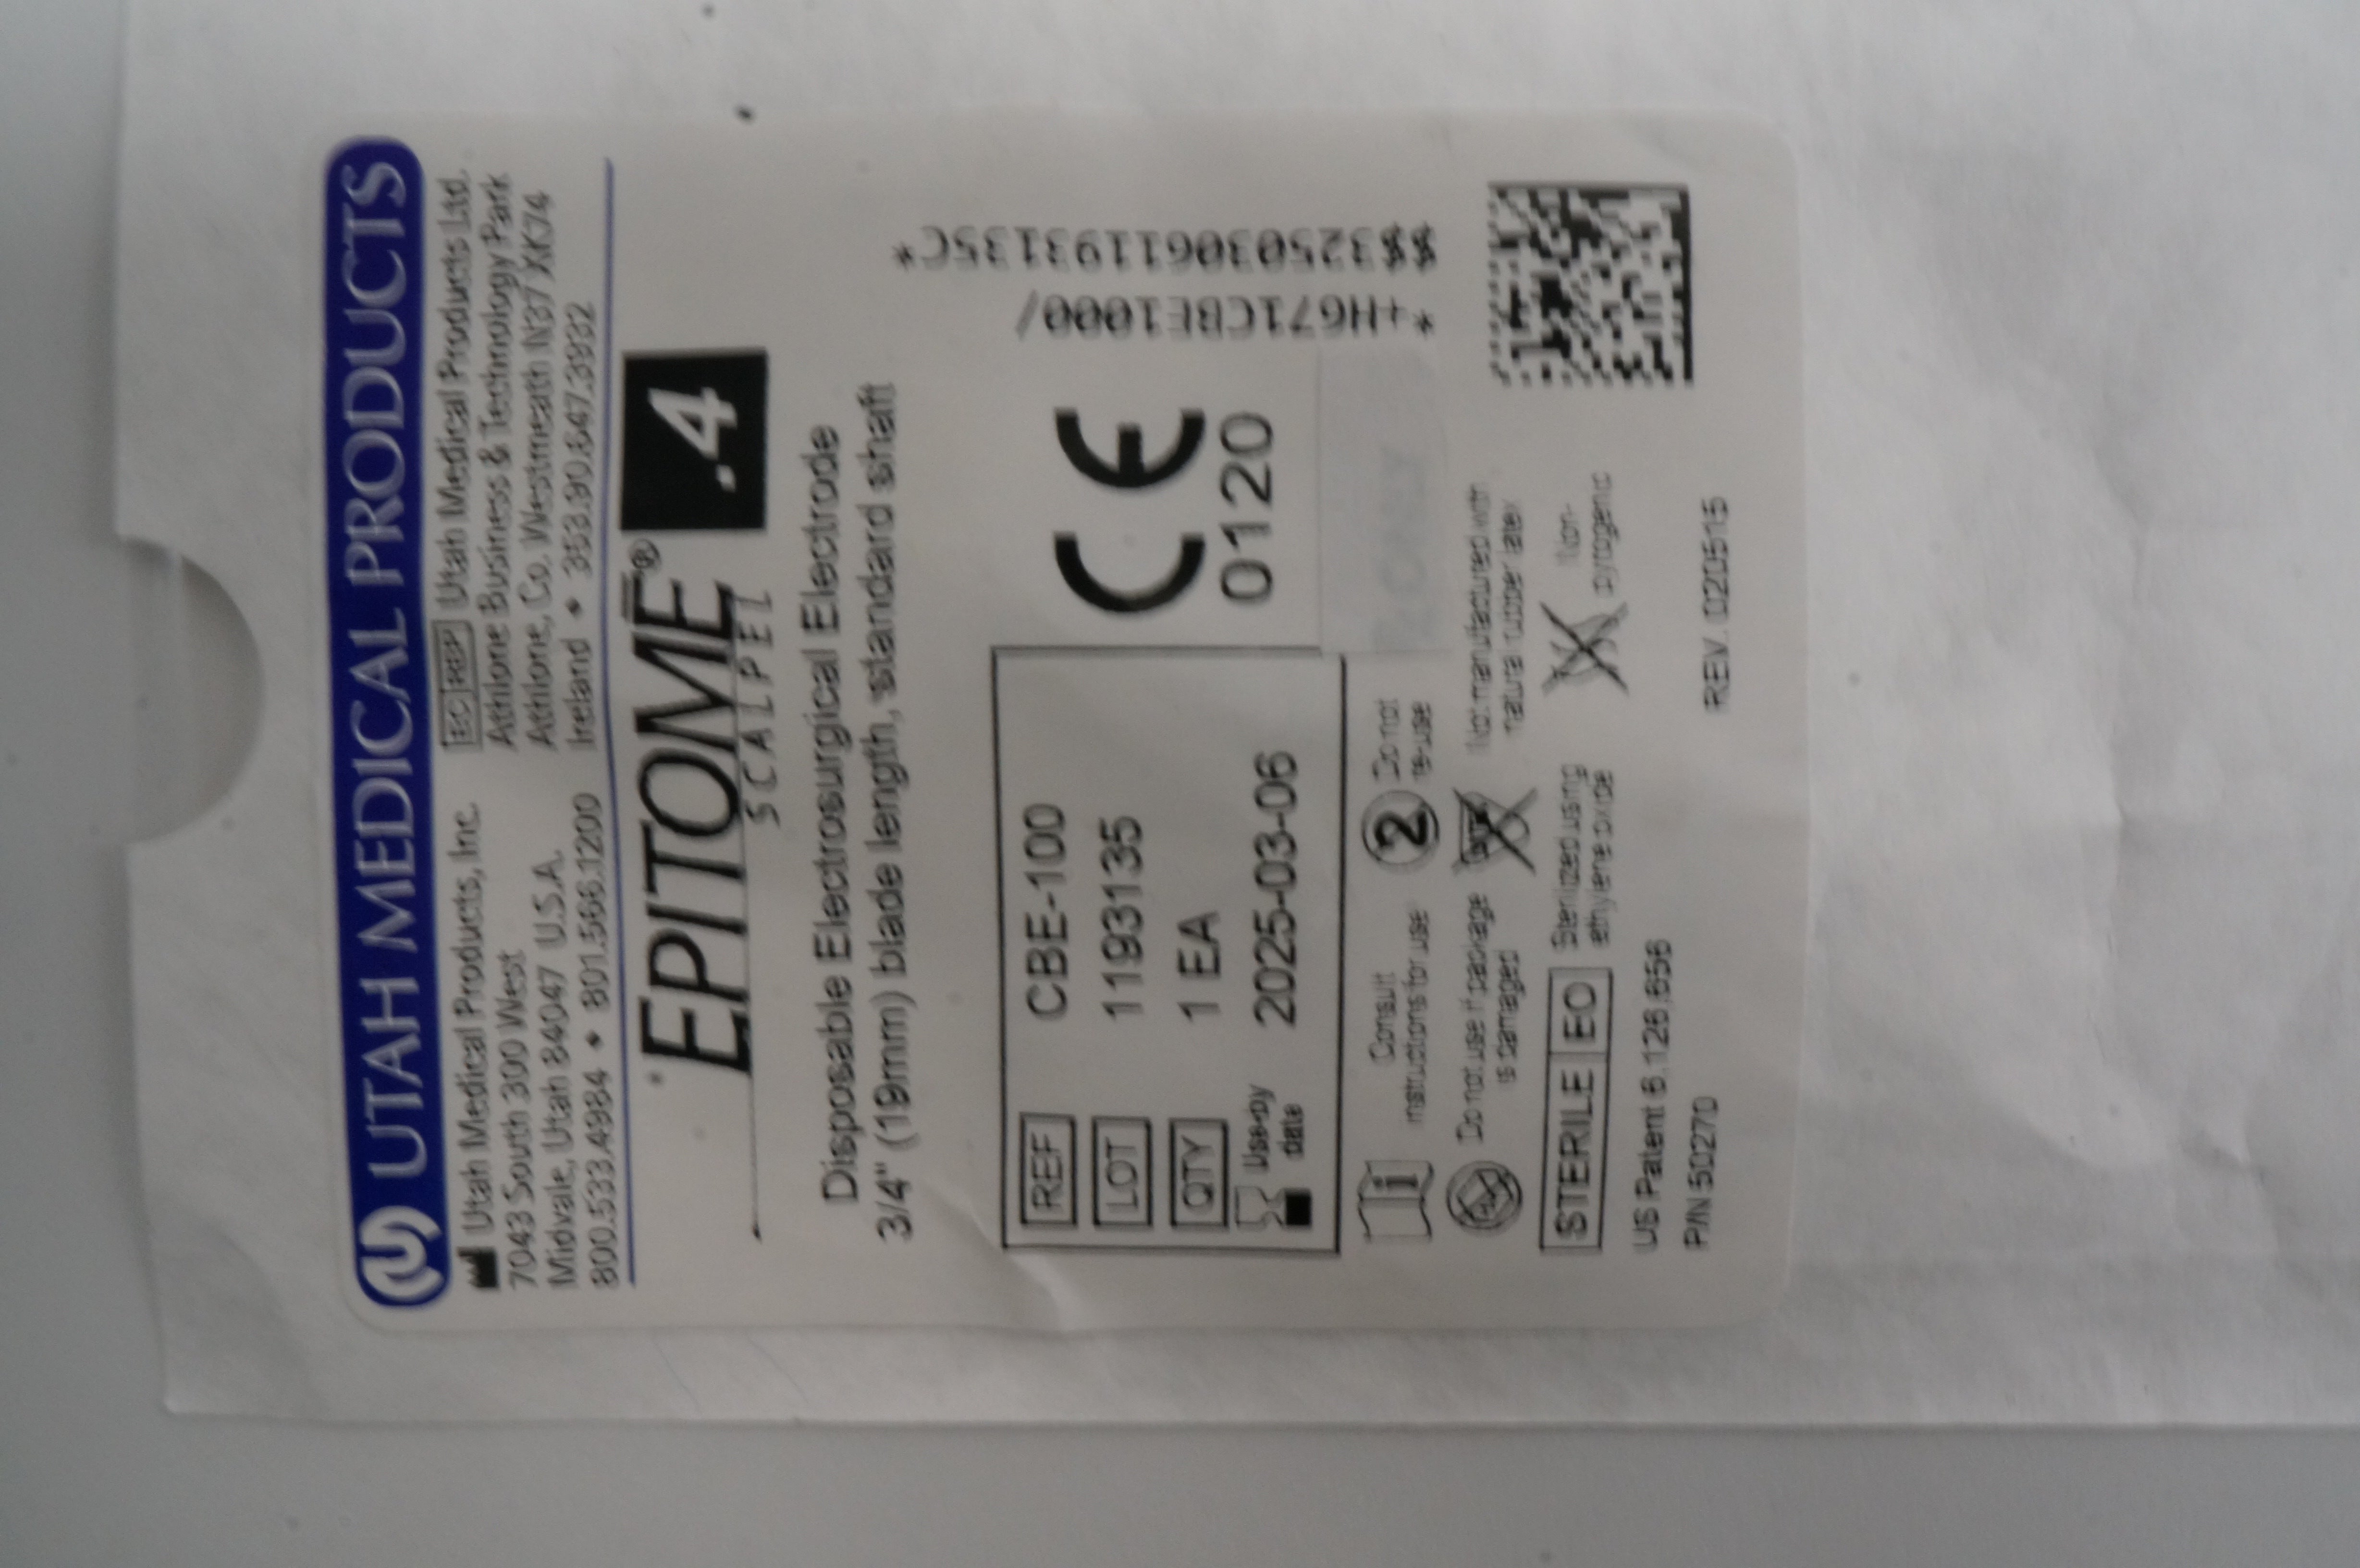 UTAH MEDICAL PRODUCTS
Utah Medical Products, Inc.
7043 South 300 West
Midvale, Utah 84047 U.S.A.
800.533.4984 • 801.566.1200
EC REP Utah Medical Products Ltd.
Athlone Business & Technology Park
Athlone, Co. Westmeath N37 XK74
Ireland • 353.90.647.3932
EPITOME® .4
SCALPEL
Disposable Electrosurgical Electrode
3/4" (19mm) blade length, standard shaft
REF CBE-100
LOT 1193135
QTY 1 EA
Use-by
date
2025-03-06
CE
0120
*+H671CBE1000/
$$32503061193135C*
Consult
instructions for use
2 Do not
re-use
Do not use if package
is damaged
Not manufactured with
natural rubber latex
STERILE EO Sterilized using
ethylene oxide
Non-
pyrogenic
US Patent 6,126,656
P/N 50270
REV. 020515